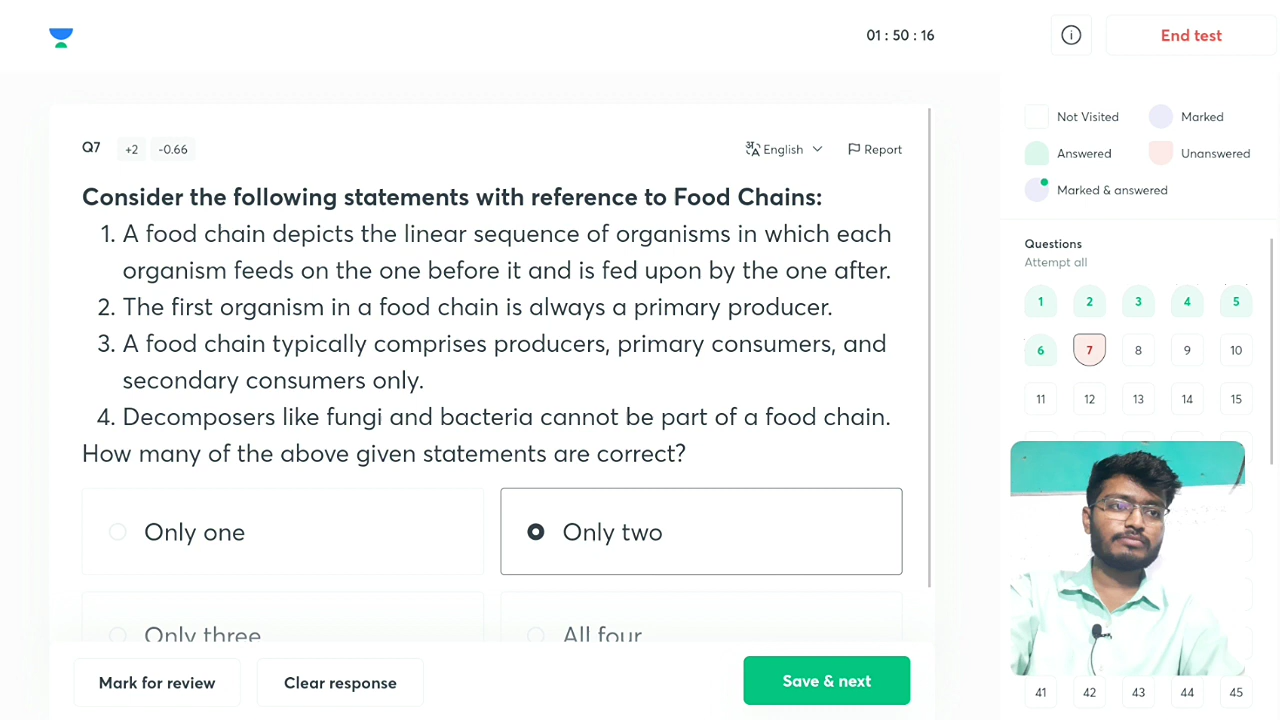 01 : 50 : 16
End test
Q7 +2 -0.66
English
Report
Consider the following statements with reference to Food Chains:
1. A food chain depicts the linear sequence of organisms in which each
organism feeds on the one before it and is fed upon by the one after.
2. The first organism in a food chain is always a primary producer.
3. A food chain typically comprises producers, primary consumers, and
secondary consumers only.
4. Decomposers like fungi and bacteria cannot be part of a food chain.
How many of the above given statements are correct?
Only one
Only two
Only three
All four
Mark for review
Clear response
Save & next
Not Visited
Marked
Answered
Unanswered
Marked & answered
Questions
Attempt all
1 2 3 4 5
6 7 8 9 10
11 12 13 14 15
41 42 43 44 45